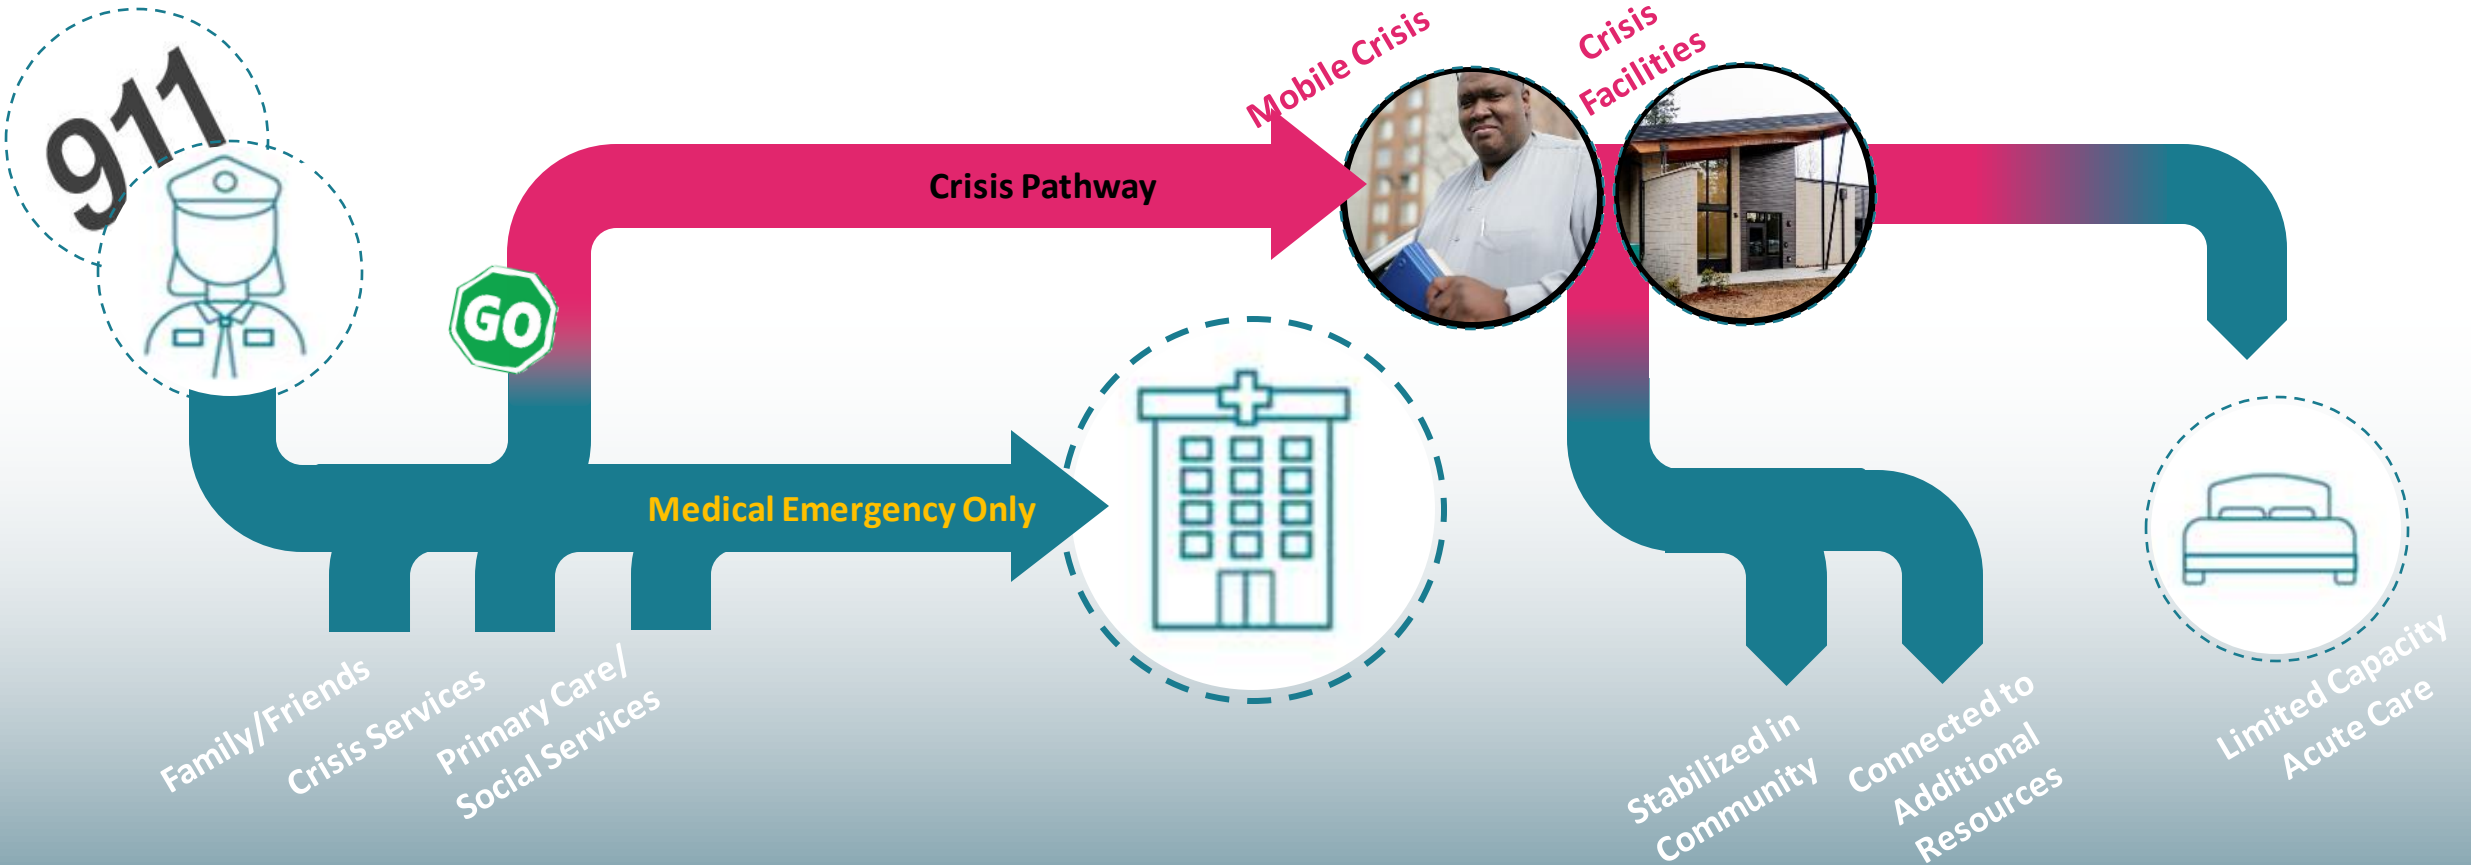 911
Mobile Crisis
Crisis
Facilities
Crisis Pathway
GO
Medical Emergency Only
Family/Friends
Crisis Services
Primary Care/
Social Services
Stabilized in
Community
Connected to
Additional
Resources
Limited Capacity
Acute Care